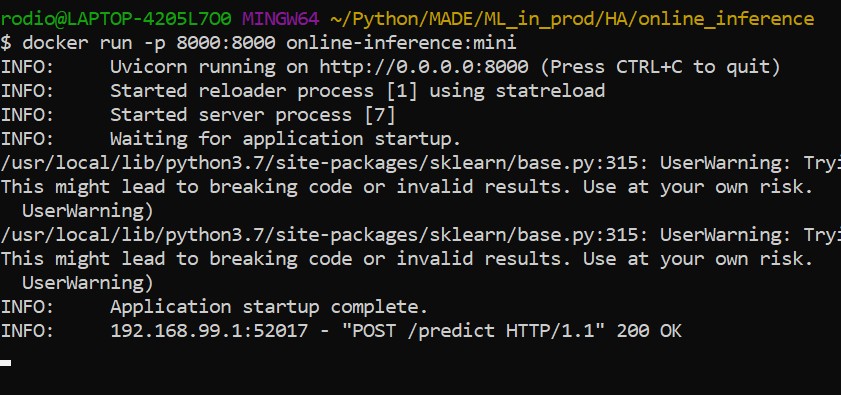 rodio@LAPTOP-4205L7O0 MINGW64 ~/Python/MADE/ML_in_prod/HA/online_inference
$ docker run -p 8000:8000 online-inference:mini
INFO:     Uvicorn running on http://0.0.0.0:8000 (Press CTRL+C to quit)
INFO:     Started reloader process [1] using statreload
INFO:     Started server process [7]
INFO:     Waiting for application startup.
/usr/local/lib/python3.7/site-packages/sklearn/base.py:315: UserWarning: Tryi
This might lead to breaking code or invalid results. Use at your own risk.
  UserWarning)
/usr/local/lib/python3.7/site-packages/sklearn/base.py:315: UserWarning: Tryi
This might lead to breaking code or invalid results. Use at your own risk.
  UserWarning)
INFO:     Application startup complete.
INFO:     192.168.99.1:52017 - "POST /predict HTTP/1.1" 200 OK